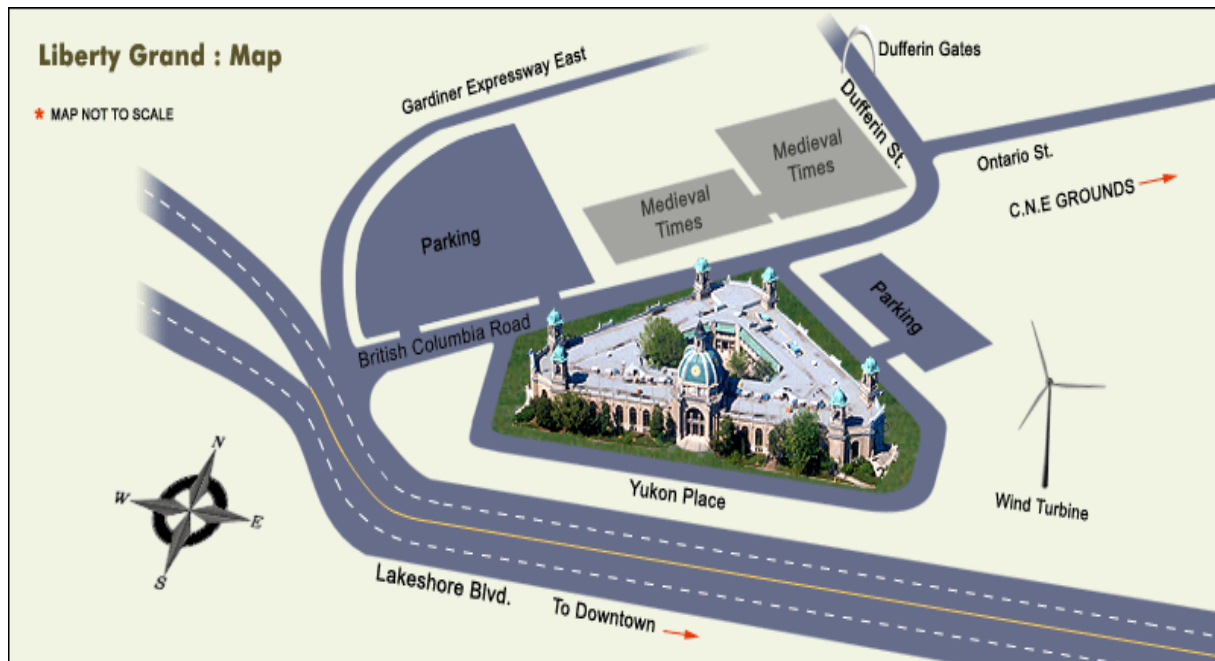 Liberty Grand : Map
* MAP NOT TO SCALE
Gardiner Expressway East
Dufferin Gates
Dufferin St.
Ontario St.
C.N.E GROUNDS
Medieval
Times
Medieval
Times
Parking
Parking
British Columbia Road
Yukon Place
Wind Turbine
N
W
E
S
Lakeshore Blvd.
To Downtown